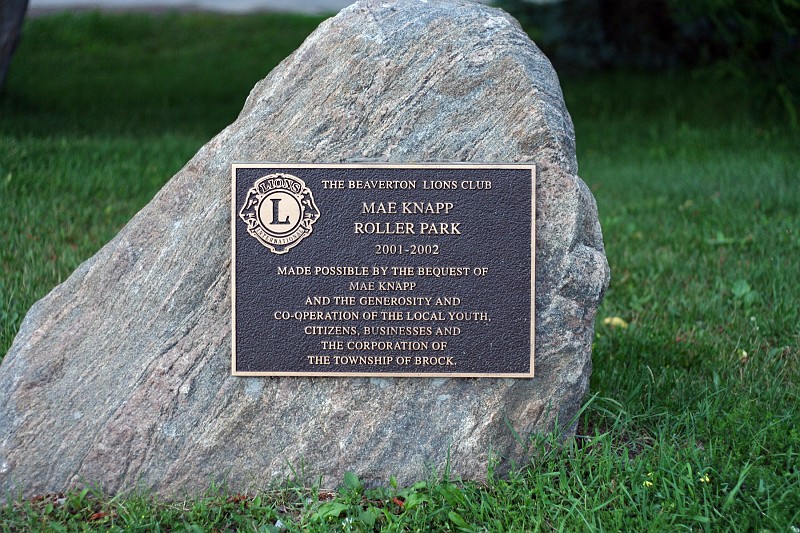 THE BEAVERTON LIONS CLUB
LIONS
L
INTERNATIONAL
MAE KNAPP
ROLLER PARK
2001-2002
MADE POSSIBLE BY THE BEQUEST OF
MAE KNAPP
AND THE GENEROSITY AND
CO-OPERATION OF THE LOCAL YOUTH,
CITIZENS, BUSINESSES AND
THE CORPORATION OF
THE TOWNSHIP OF BROCK.